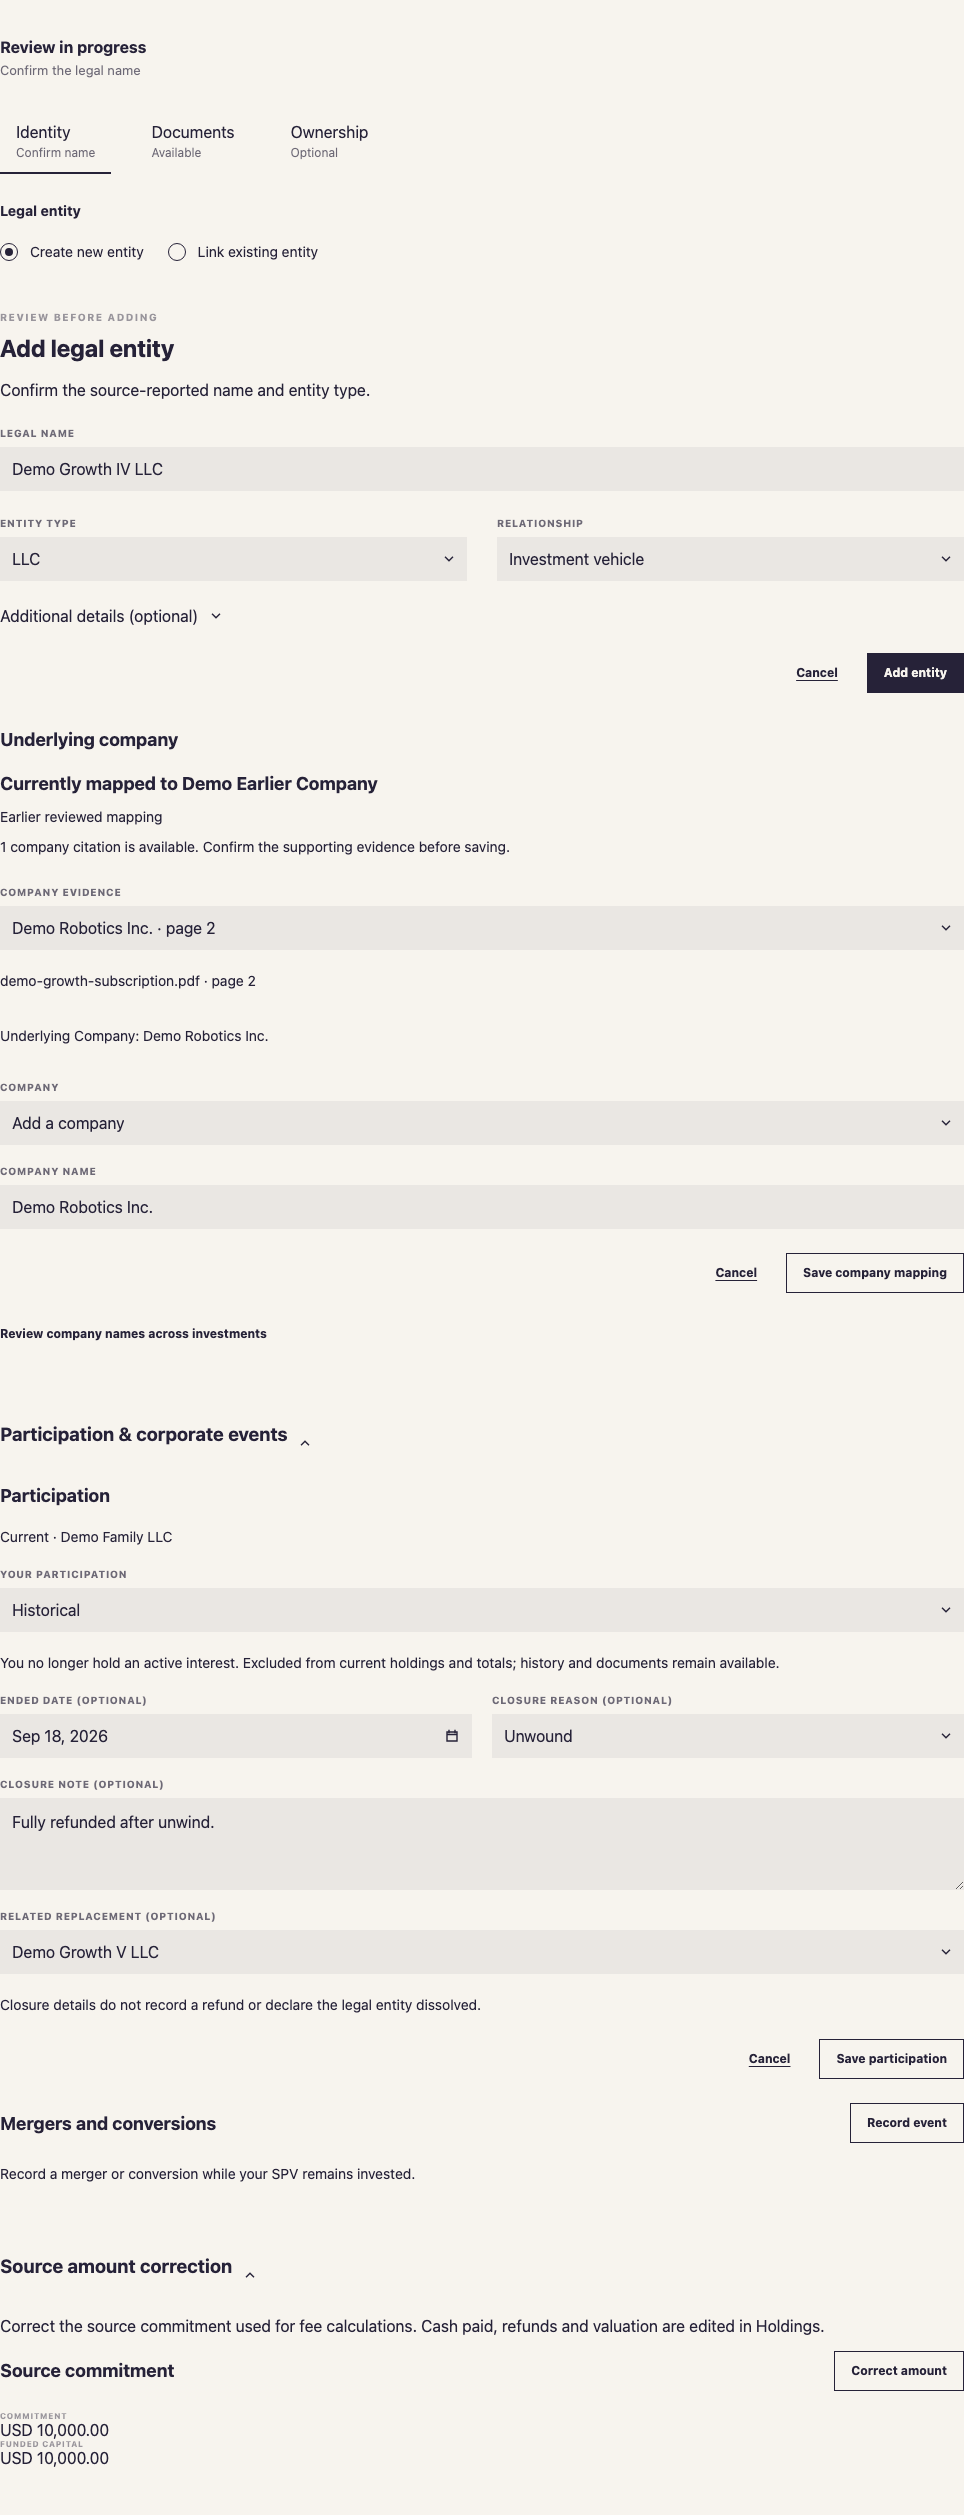 Review in progress
Confirm the legal name
Identity
Confirm name
Documents
Available
Ownership
Optional
Legal entity
Create new entity
Link existing entity
REVIEW BEFORE ADDING
Add legal entity
Confirm the source-reported name and entity type.
LEGAL NAME
Demo Growth IV LLC
ENTITY TYPE
LLC
RELATIONSHIP
Investment vehicle
Additional details (optional)
Cancel
Add entity
Underlying company
Currently mapped to Demo Earlier Company
Earlier reviewed mapping
1 company citation is available. Confirm the supporting evidence before saving.
COMPANY EVIDENCE
Demo Robotics Inc. · page 2
demo-growth-subscription.pdf · page 2
Underlying Company: Demo Robotics Inc.
COMPANY
Add a company
COMPANY NAME
Demo Robotics Inc.
Cancel
Save company mapping
Review company names across investments
Participation & corporate events
Participation
Current · Demo Family LLC
YOUR PARTICIPATION
Historical
You no longer hold an active interest. Excluded from current holdings and totals; history and documents remain available.
ENDED DATE (OPTIONAL)
Sep 18, 2026
CLOSURE REASON (OPTIONAL)
Unwound
CLOSURE NOTE (OPTIONAL)
Fully refunded after unwind.
RELATED REPLACEMENT (OPTIONAL)
Demo Growth V LLC
Closure details do not record a refund or declare the legal entity dissolved.
Cancel
Save participation
Mergers and conversions
Record event
Record a merger or conversion while your SPV remains invested.
Source amount correction
Correct the source commitment used for fee calculations. Cash paid, refunds and valuation are edited in Holdings.
Source commitment
Correct amount
COMMITMENT
USD 10,000.00
FUNDED CAPITAL
USD 10,000.00